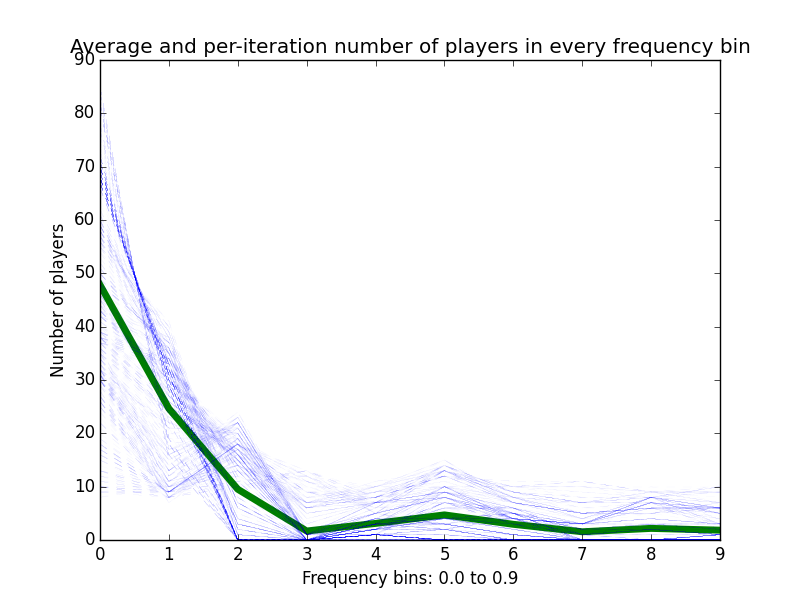 Average and per-iteration number of players in every frequency bin
90
80
70
60
50
40
30
20
10
0
Number of players
0 1 2 3 4 5 6 7 8 9
Frequency bins: 0.0 to 0.9